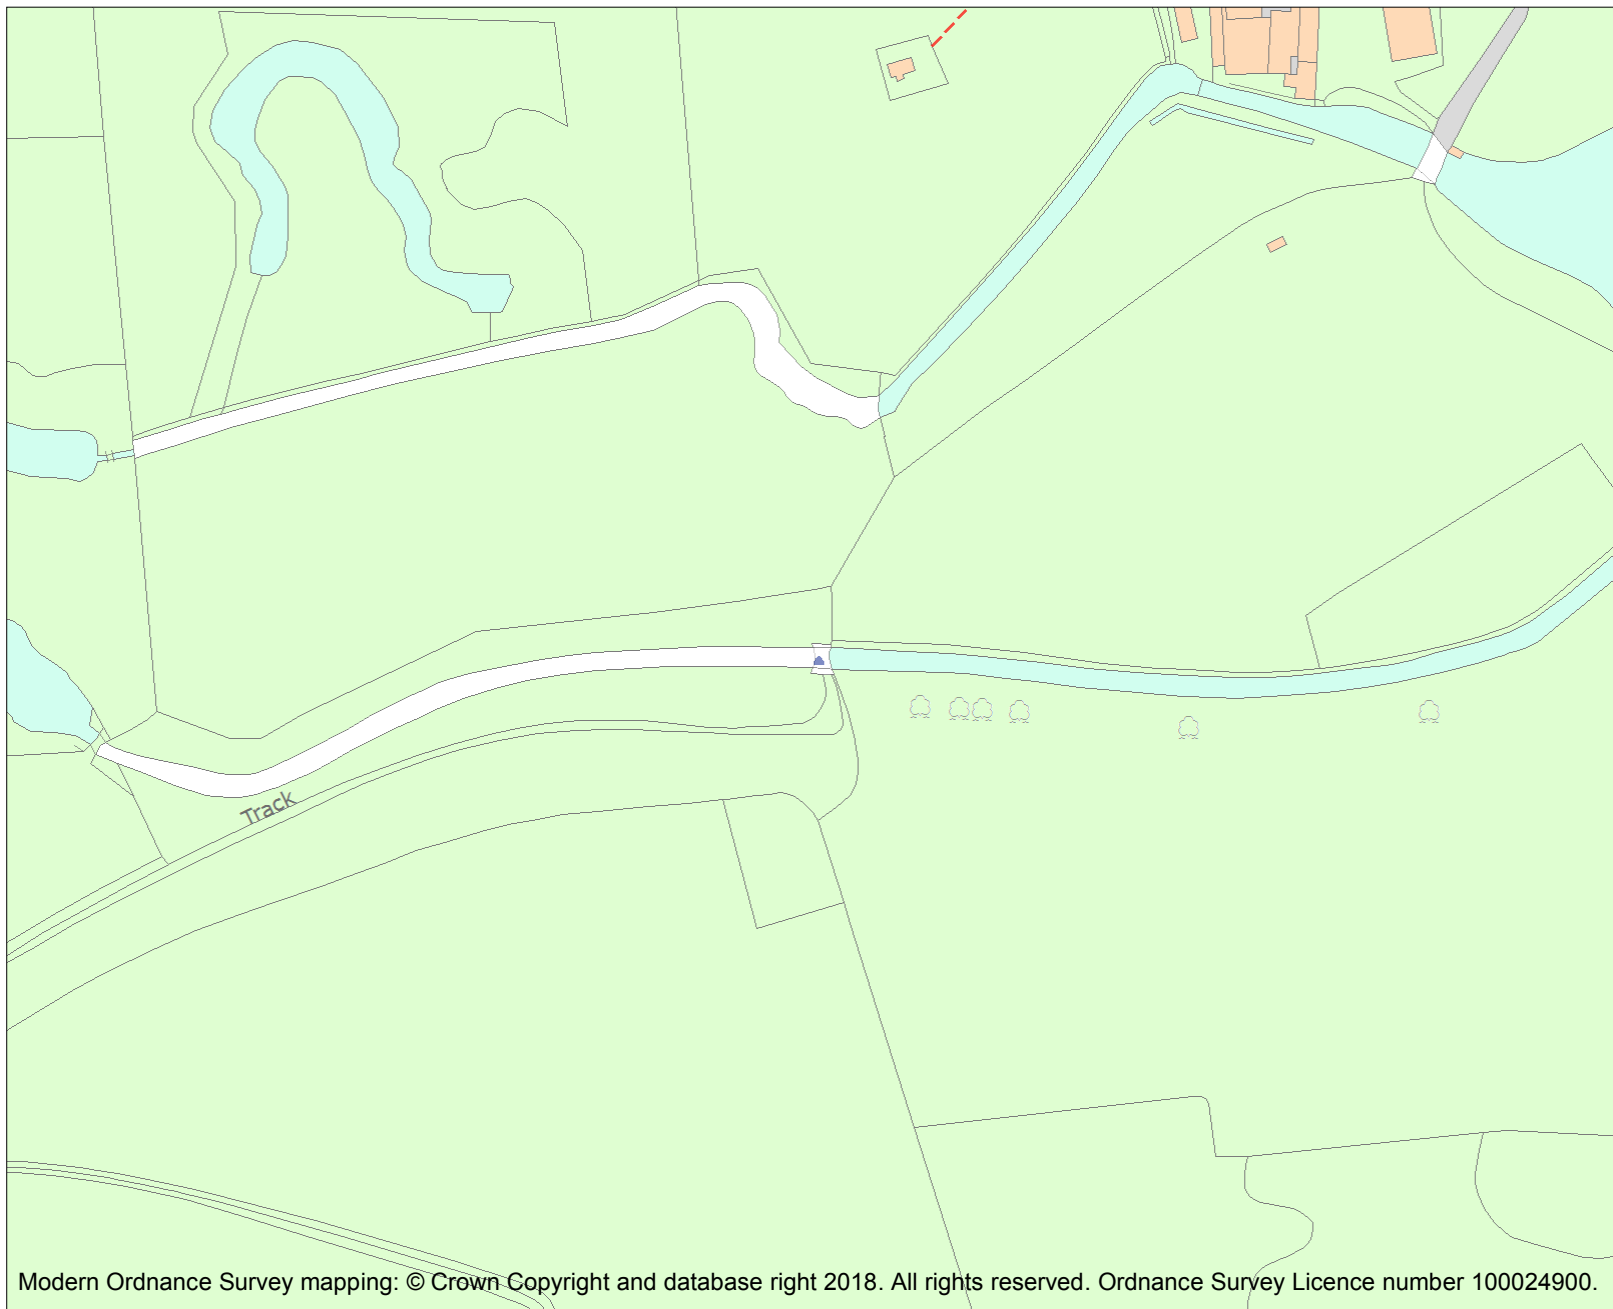 Track
Modern Ordnance Survey mapping: © Crown Copyright and database right 2018. All rights reserved. Ordnance Survey Licence number 100024900.